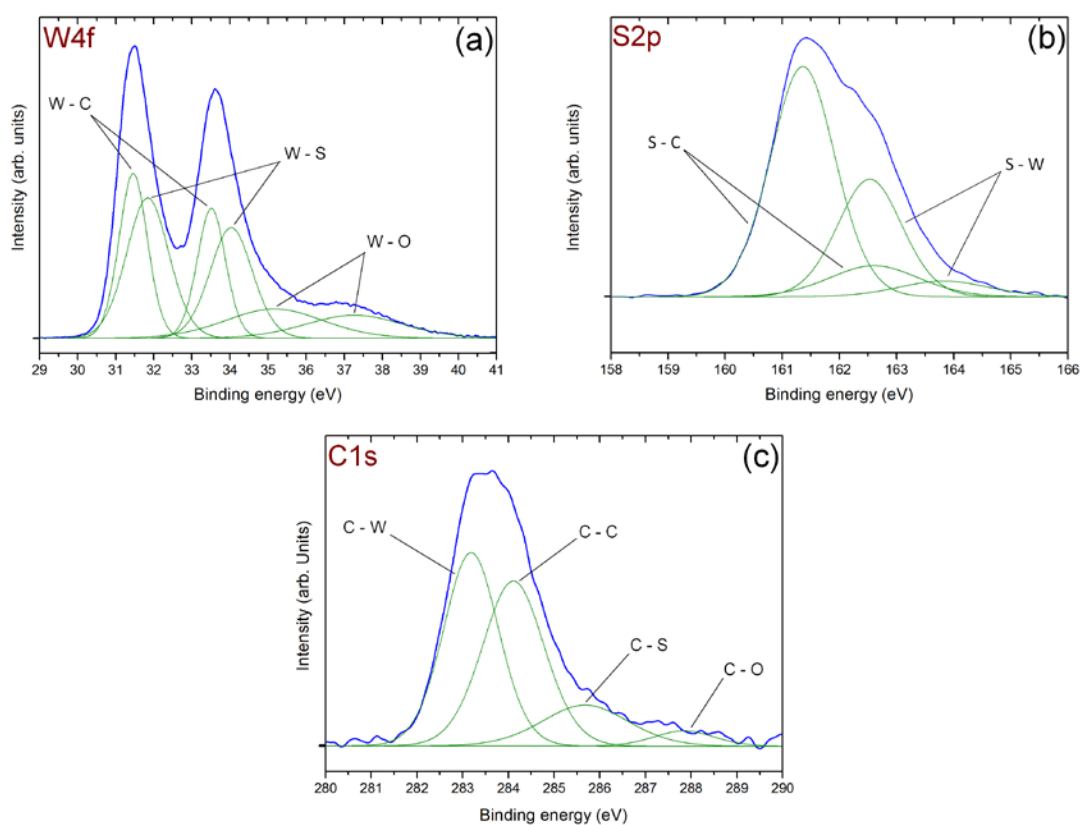 W4f
(a)
W - C
W - S
W - O
Intensity (arb. units)
29 30 31 32 33 34 35 36 37 38 39 40 41
Binding energy (eV)
S2p
(b)
S - C
S - W
Intensity (arb. units)
158 159 160 161 162 163 164 165 166
Binding energy (eV)
C1s
(c)
C - W
C - C
C - S
C - O
Intensity (arb. Units)
280 281 282 283 284 285 286 287 288 289 290
Binding energy (eV)